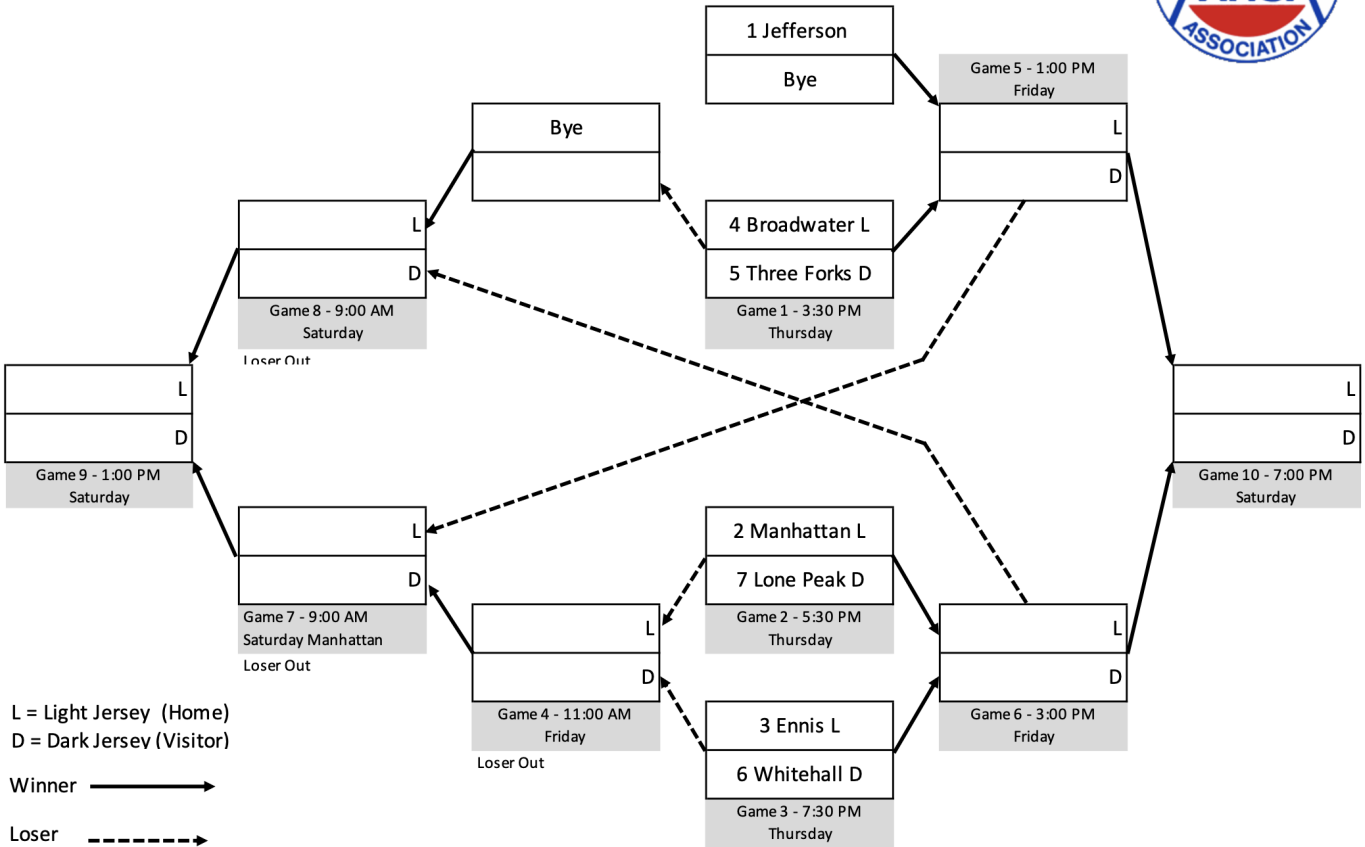 ASSOCIATION
1 Jefferson
Bye
Game 5 - 1:00 PM
Friday
L
D
Bye
4 Broadwater L
5 Three Forks D
Game 1 - 3:30 PM
Thursday
L
D
Game 8 - 9:00 AM
Saturday
Loser Out
L
D
Game 9 - 1:00 PM
Saturday
L
D
Game 10 - 7:00 PM
Saturday
L
D
Game 7 - 9:00 AM
Saturday Manhattan
Loser Out
2 Manhattan L
7 Lone Peak D
Game 2 - 5:30 PM
Thursday
L
D
Game 4 - 11:00 AM
Friday
Loser Out
3 Ennis L
6 Whitehall D
Game 3 - 7:30 PM
Thursday
L
D
Game 6 - 3:00 PM
Friday
L = Light Jersey (Home)
D = Dark Jersey (Visitor)
Winner
Loser